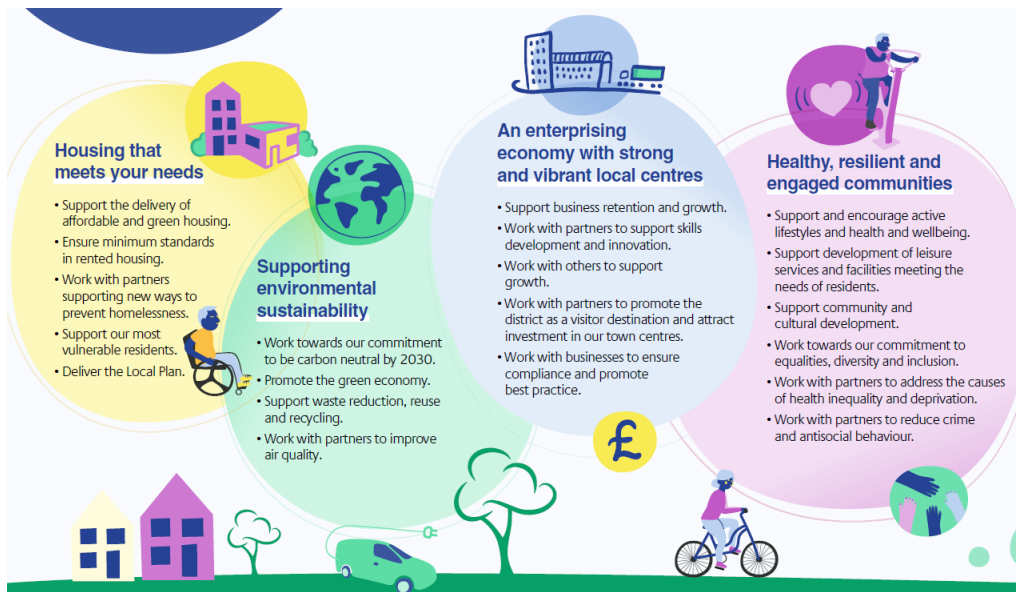 Housing that
meets your needs
• Support the delivery of
affordable and green housing.
• Ensure minimum standards
in rented housing.
• Work with partners
supporting new ways to
prevent homelessness.
• Support our most
vulnerable residents.
• Deliver the Local Plan.
Supporting
environmental
sustainability
• Work towards our commitment
to be carbon neutral by 2030.
• Promote the green economy.
• Support waste reduction, reuse
and recycling.
• Work with partners to improve
air quality.
An enterprising
economy with strong
and vibrant local centres
• Support business retention and growth.
• Work with partners to support skills
development and innovation.
• Work with others to support
growth.
• Work with partners to promote the
district as a visitor destination and attract
investment in our town centres.
• Work with businesses to ensure
compliance and promote
best practice.
£
Healthy, resilient and
engaged communities
• Support and encourage active
lifestyles and health and wellbeing.
• Support development of leisure
services and facilities meeting the
needs of residents.
• Support community and
cultural development.
• Work towards our commitment to
equalities, diversity and inclusion.
• Work with partners to address the causes
of health inequality and deprivation.
• Work with partners to reduce crime
and antisocial behaviour.